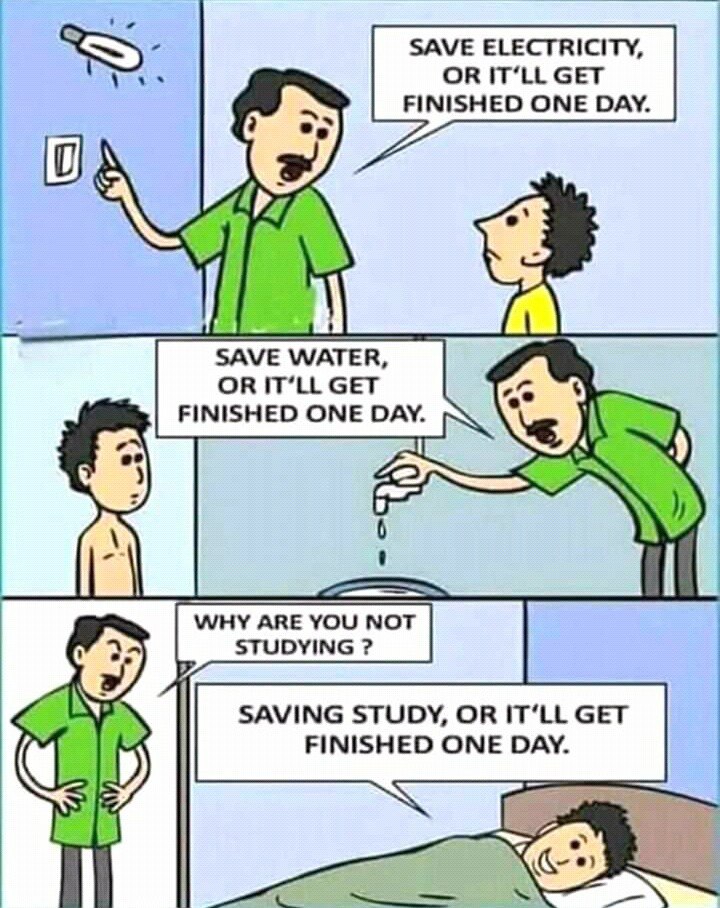 SAVE ELECTRICITY,
OR IT'LL GET
FINISHED ONE DAY.
SAVE WATER,
OR IT'LL GET
FINISHED ONE DAY.
WHY ARE YOU NOT
STUDYING ?
SAVING STUDY, OR IT'LL GET
FINISHED ONE DAY.